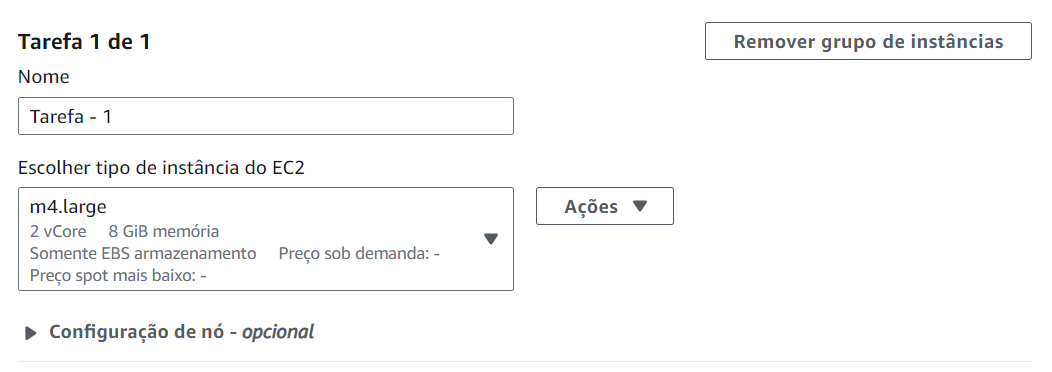 Tarefa 1 de 1
Remover grupo de instâncias
Nome
Tarefa - 1
Escolher tipo de instância do EC2
m4.large
2 vCore 8 GiB memória
Somente EBS armazenamento Preço sob demanda: -
Preço spot mais baixo: -
Ações
Configuração de nó - opcional